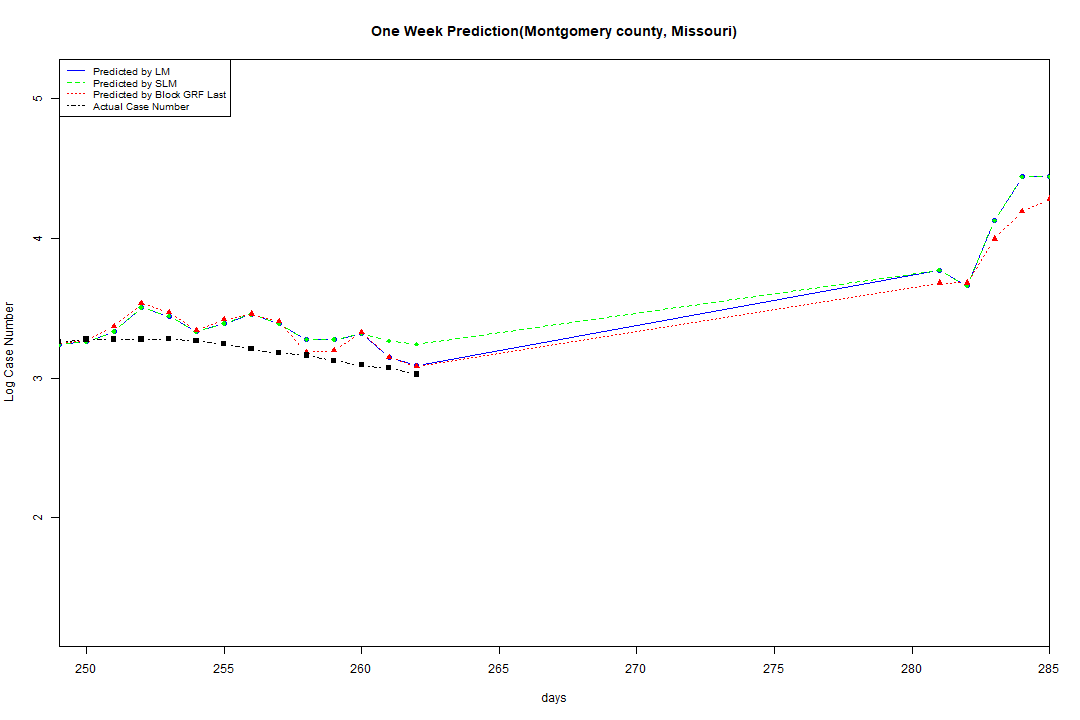 One Week Prediction(Montgomery county, Missouri)
Predicted by LM
Predicted by SLM
Predicted by Block GRF Last
Actual Case Number
5
4
3
2
Log Case Number
250 255 260 265 270 275 280 285
days